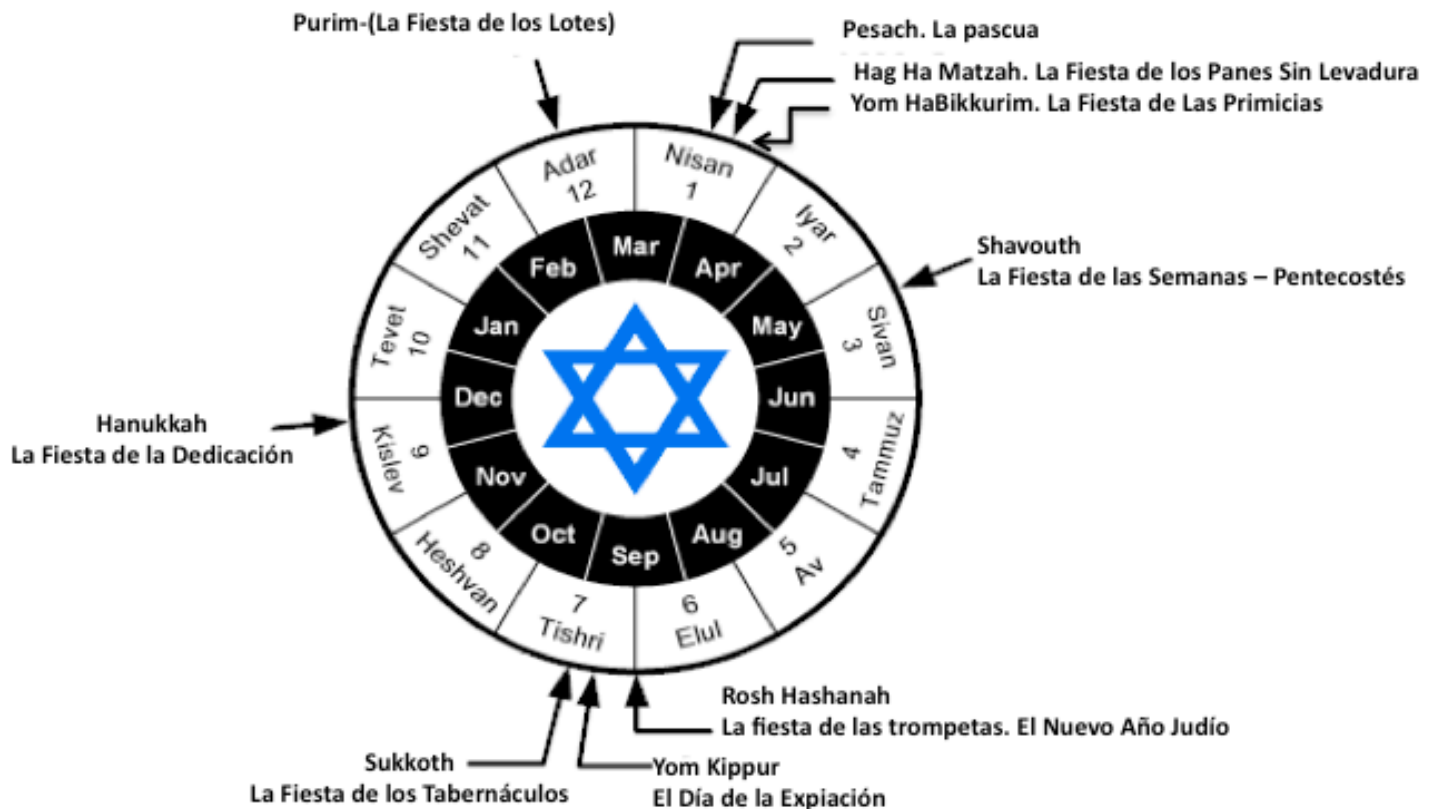 Purim-(La Fiesta de los Lotes)
Pesach. La pascua
Hag Ha Matzah. La Fiesta de los Panes Sin Levadura
Yom HaBikkurim. La Fiesta de Las Primicias
Shavouth
La Fiesta de las Semanas – Pentecostés
Rosh Hashanah
La fiesta de las trompetas. El Nuevo Año Judío
Yom Kippur
El Día de la Expiación
Sukkoth
La Fiesta de los Tabernáculos
Hanukkah
La Fiesta de la Dedicación
Nisan
1
Iyar
2
Sivan
3
4
Tammuz
5
Av
6
Elul
7
Tishri
8
Heshvan
9
Kislev
Tevet
10
Shevat
11
Adar
12
Mar
Apr
May
Jun
Jul
Aug
Sep
Oct
Nov
Dec
Jan
Feb